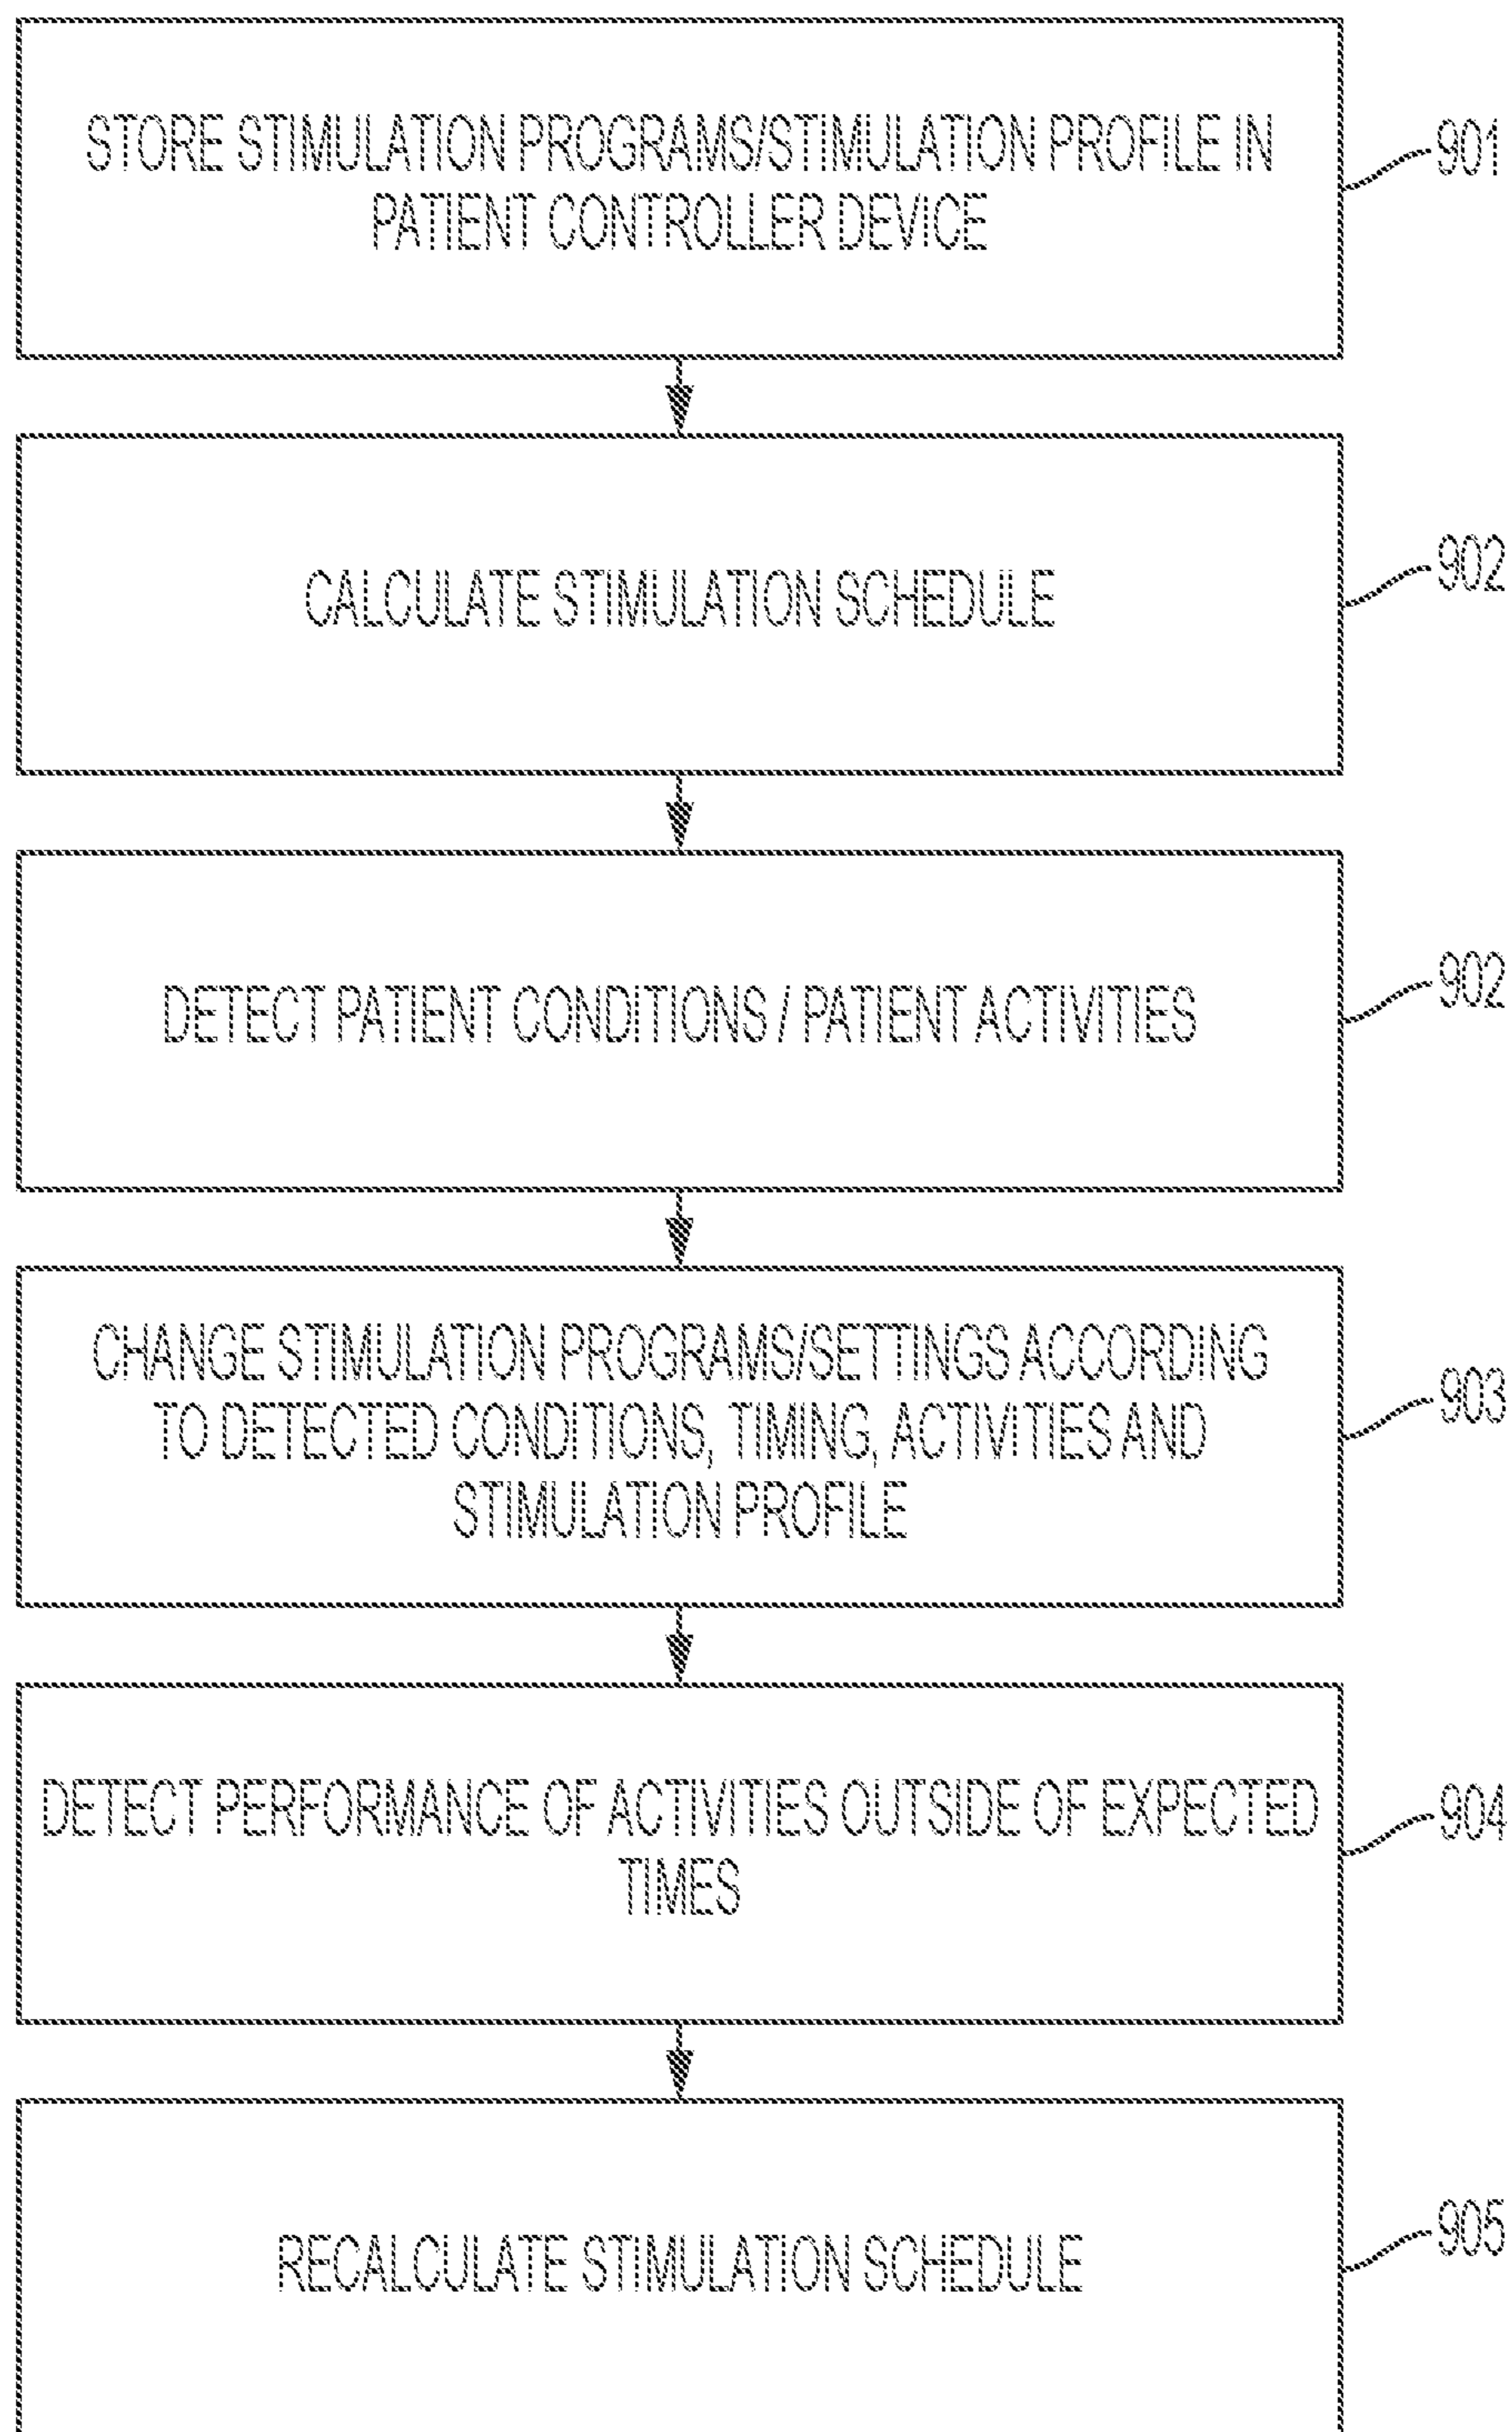 STORE STIMULATION PROGRAMS/STIMULATION PROFILE IN
PATIENT CONTROLLER DEVICE
901
CALCULATE STIMULATION SCHEDULE
902
DETECT PATIENT CONDITIONS / PATIENT ACTIVITIES
902
CHANGE STIMULATION PROGRAMS/SETTINGS ACCORDING
TO DETECTED CONDITIONS, TIMING, ACTIVITIES AND
STIMULATION PROFILE
903
DETECT PERFORMANCE OF ACTIVITIES OUTSIDE OF EXPECTED
TIMES
904
RECALCULATE STIMULATION SCHEDULE
905